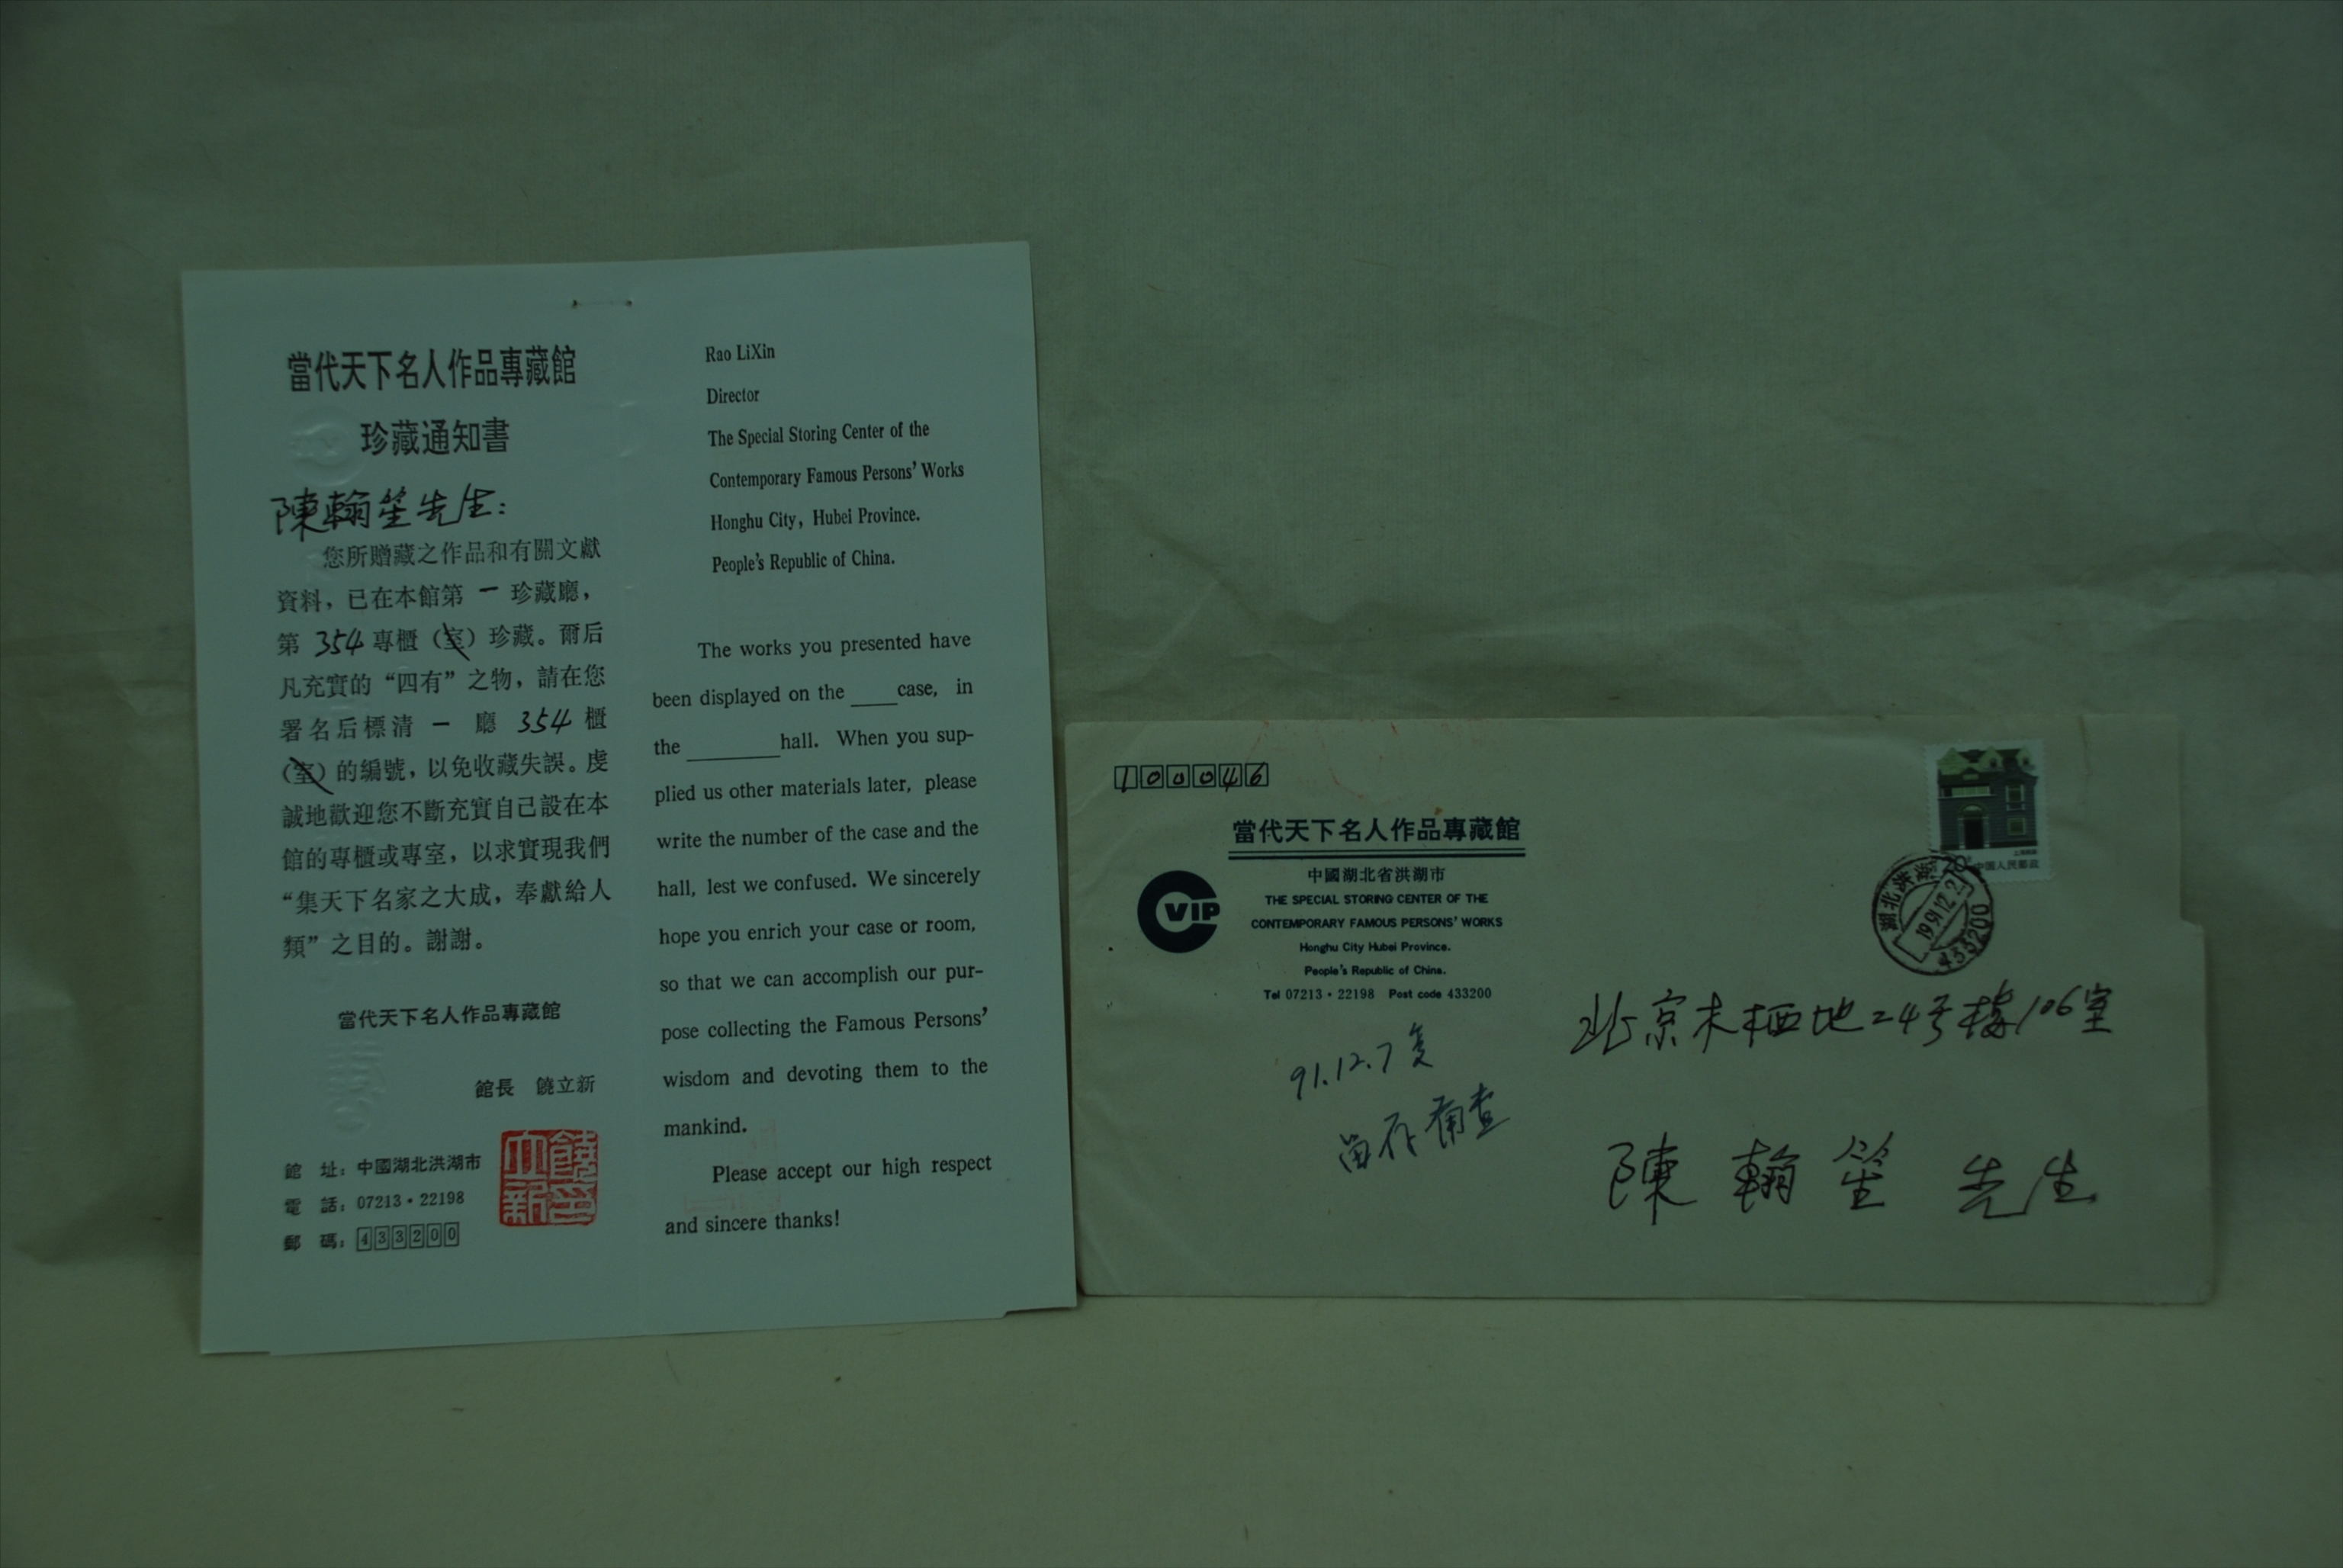 當代天下名人作品專藏館
珍藏通知書
陳翰笙先生:
您所贈藏之作品和有關文獻
資料，已在本館第 一 珍藏廳，
第 354 專櫃（室）珍藏。爾后
凡充實的“四有”之物，請在您
署名后標清 一 廳 354 櫃
（室）的編號，以免收藏失誤。虔
誠地歡迎您不斷充實自己設在本
館的專櫃或專室，以求實現我們
“集天下名家之大成，奉獻給人
類”之目的。謝謝。
當代天下名人作品專藏館
館長 饒立新
館 址：中國湖北洪湖市
電 話：07213·22198
郵 碼：433200
饒立新印
Rao LiXin
Director
The Special Storing Center of the
Contemporary Famous Persons' Works
Honghu City, Hubei Province.
People's Republic of China.
The works you presented have
been displayed on the ____case, in
the ________hall. When you sup-
plied us other materials later, please
write the number of the case and the
hall, lest we confused. We sincerely
hope you enrich your case or room,
so that we can accomplish our pur-
pose collecting the Famous Persons'
wisdom and devoting them to the
mankind.
Please accept our high respect
and sincere thanks!
100046
當代天下名人作品專藏館
中國湖北省洪湖市
VIP
THE SPECIAL STORING CENTER OF THE
CONTEMPORARY FAMOUS PERSONS' WORKS
Honghu City Hubei Province.
People's Republic of China.
Tel 07213·22198 Post code 433200
中国人民邮政
湖北洪湖
1991.12.2
433200
91.12.7
留存备查
北京木樨地24号楼106室
陳翰笙先生